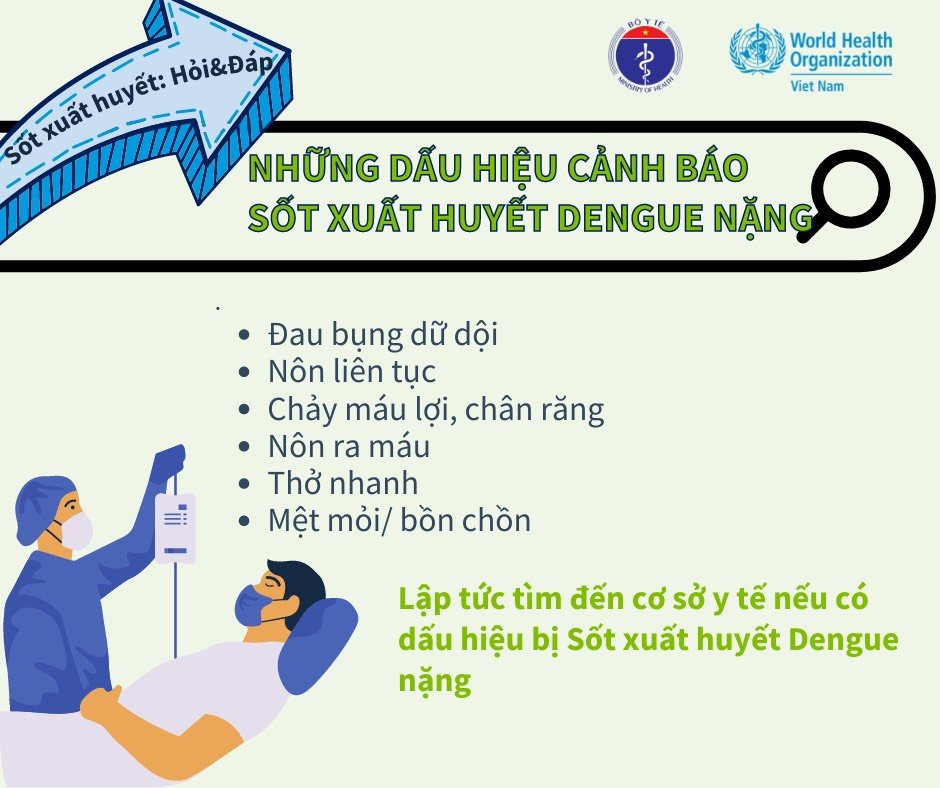 Sốt xuất huyết: Hỏi&Đáp
BỘ Y TẾ
MINISTRY OF HEALTH
World Health
Organization
Viet Nam
NHỮNG DẤU HIỆU CẢNH BÁO
SỐT XUẤT HUYẾT DENGUE NẶNG
.
• Đau bụng dữ dội
• Nôn liên tục
• Chảy máu lợi, chân răng
• Nôn ra máu
• Thở nhanh
• Mệt mỏi/ bồn chồn
Lập tức tìm đến cơ sở y tế nếu có
dấu hiệu bị Sốt xuất huyết Dengue
nặng